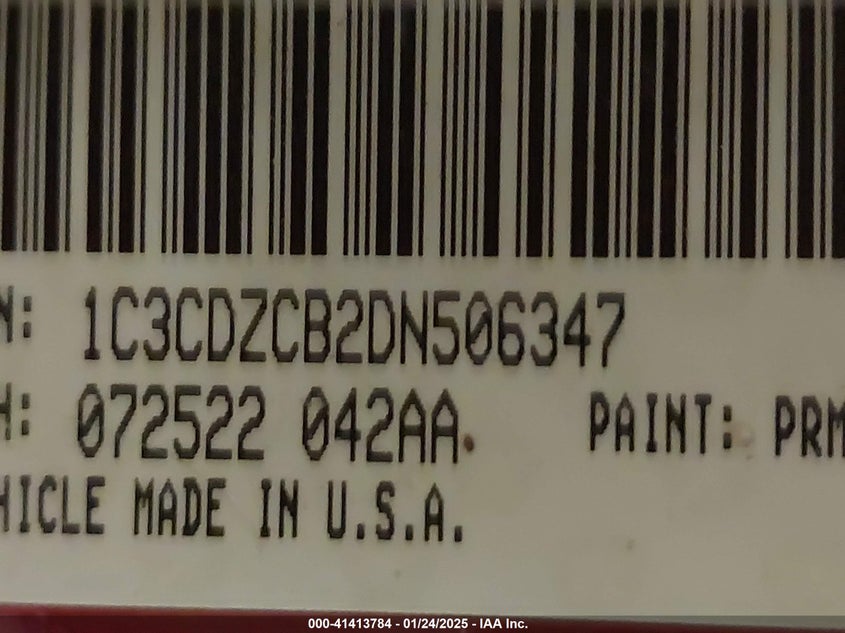 N: 1C3CDZCB2DN506347
H: 072522 042AA PAINT: PRM
HICLE MADE IN U.S.A.
000-41413784 - 01/24/2025 - IAA Inc.